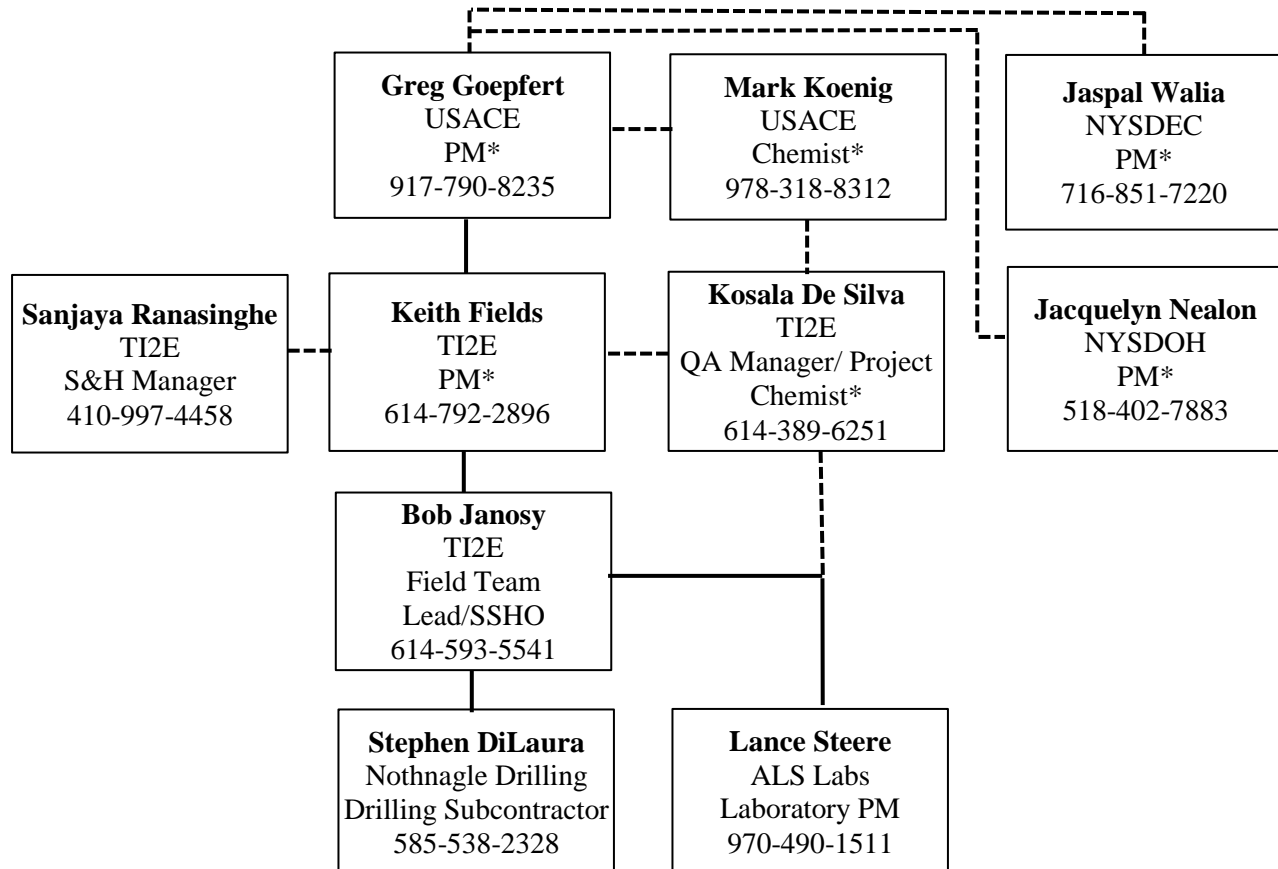 Greg Goepfert
USACE
PM*
917-790-8235
Mark Koenig
USACE
Chemist*
978-318-8312
Jaspal Walia
NYSDEC
PM*
716-851-7220
Sanjaya Ranasinghe
TI2E
S&H Manager
410-997-4458
Keith Fields
TI2E
PM*
614-792-2896
Kosala De Silva
TI2E
QA Manager/ Project
Chemist*
614-389-6251
Jacquelyn Nealon
NYSDOH
PM*
518-402-7883
Bob Janosy
TI2E
Field Team
Lead/SSHO
614-593-5541
Stephen DiLaura
Nothnagle Drilling
Drilling Subcontractor
585-538-2328
Lance Steere
ALS Labs
Laboratory PM
970-490-1511